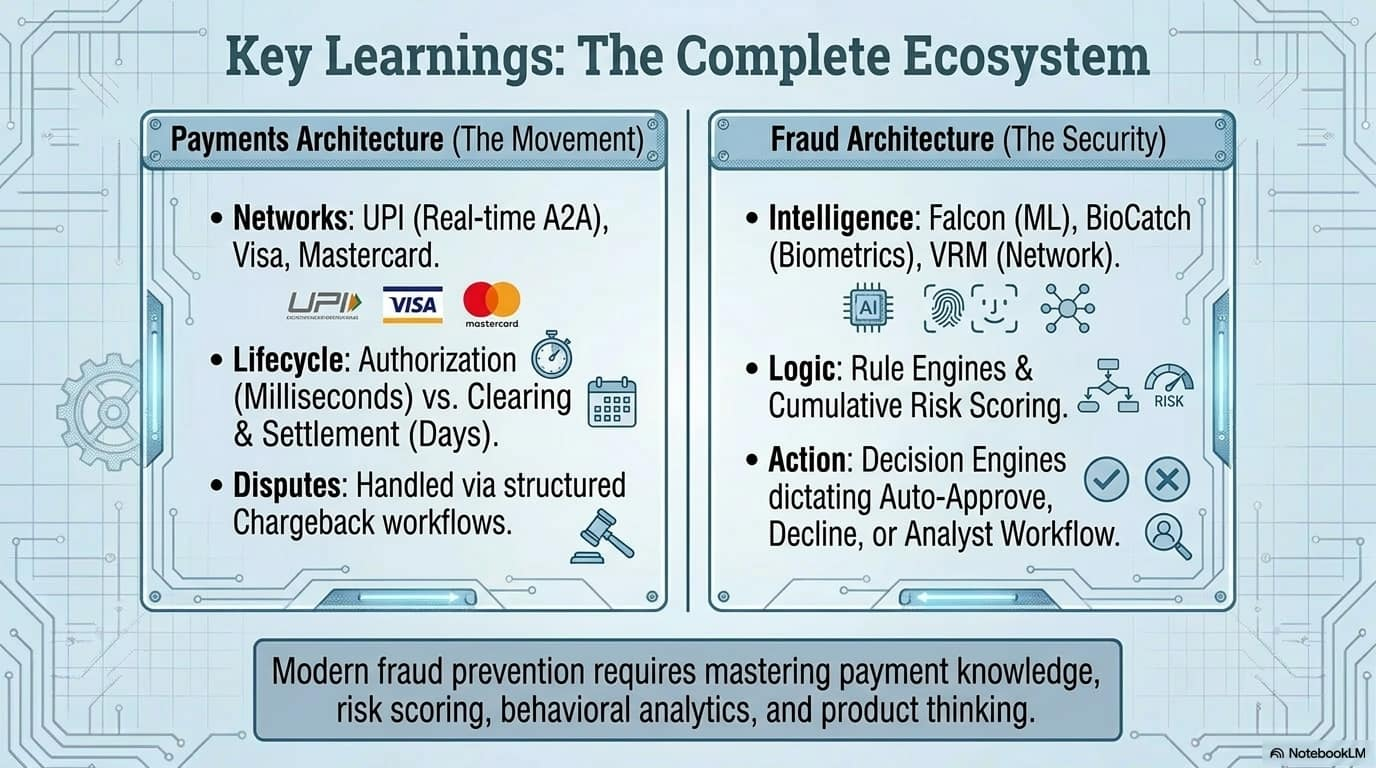 Key Learnings: The Complete Ecosystem
Payments Architecture (The Movement)
• Networks: UPI (Real-time A2A),
Visa, Mastercard.
UPI
VISA
mastercard
• Lifecycle: Authorization
(Milliseconds) vs. Clearing
& Settlement (Days).
• Disputes: Handled via structured
Chargeback workflows.
Fraud Architecture (The Security)
• Intelligence: Falcon (ML), BioCatch
(Biometrics), VRM (Network).
AI
• Logic: Rule Engines &
Cumulative Risk Scoring.
RISK
• Action: Decision Engines
dictating Auto-Approve,
Decline, or Analyst Workflow.
Modern fraud prevention requires mastering payment knowledge,
risk scoring, behavioral analytics, and product thinking.
NotebookLM